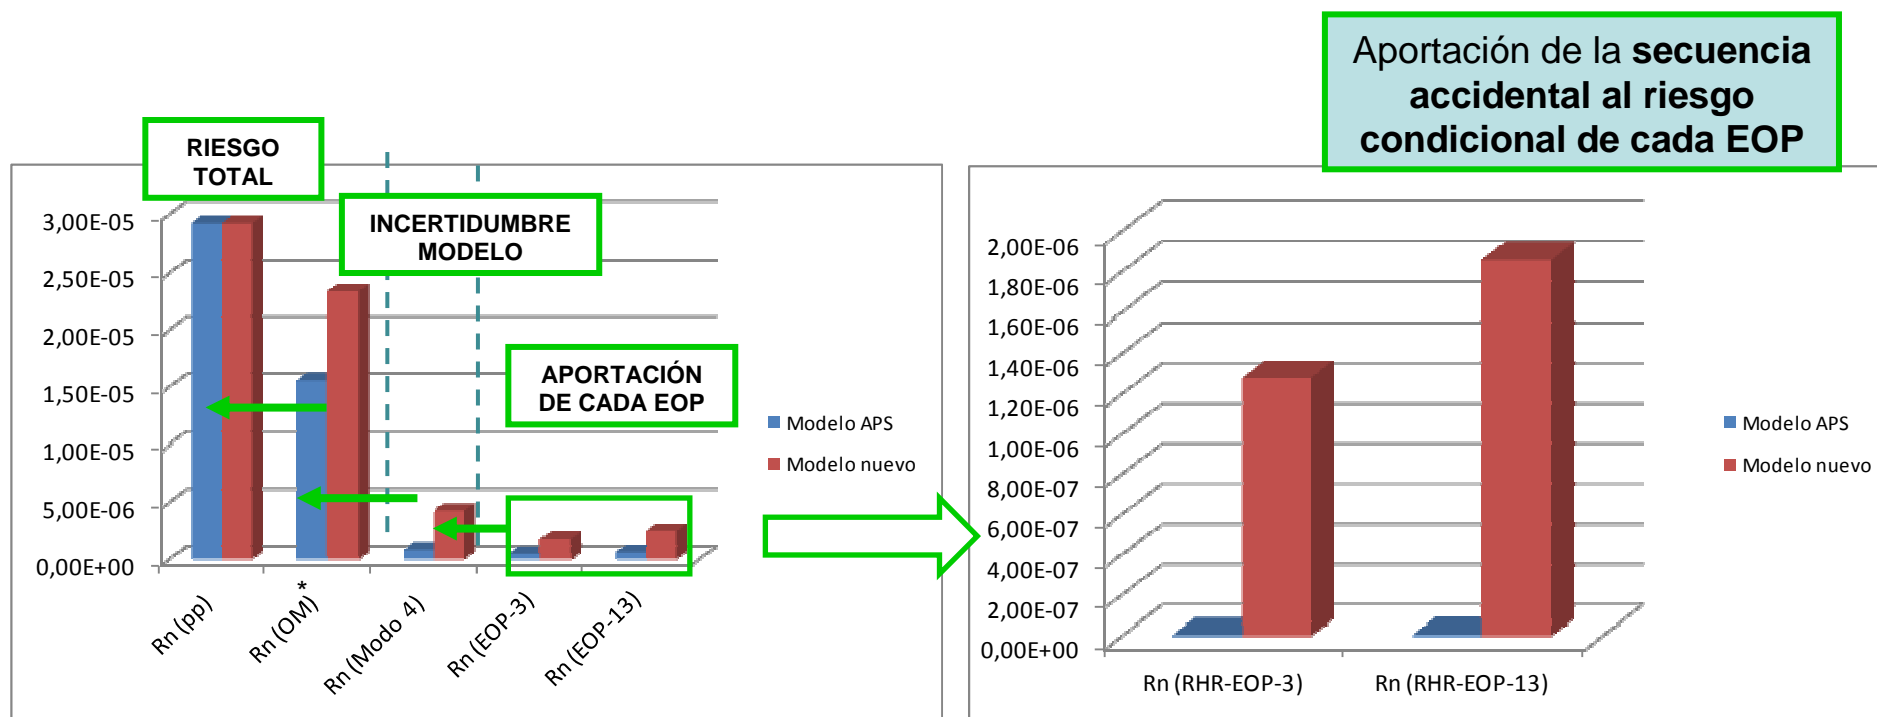 Aportación de la secuencia
accidental al riesgo
condicional de cada EOP
RIESGO
TOTAL
INCERTIDUMBRE
MODELO
APORTACIÓN
DE CADA EOP
3,00E-05
2,50E-05
2,00E-05
1,50E-05
1,00E-05
5,00E-06
0,00E+00
Rn (pp)
Rn (OM)*
Rn (Modo 4)
Rn (EOP-3)
Rn (EOP-13)
Modelo APS
Modelo nuevo
2,00E-06
1,80E-06
1,60E-06
1,40E-06
1,20E-06
1,00E-06
8,00E-07
6,00E-07
4,00E-07
2,00E-07
0,00E+00
Rn (RHR-EOP-3)
Rn (RHR-EOP-13)
Modelo APS
Modelo nuevo